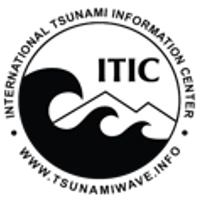 INTERNATIONAL TSUNAMI INFORMATION CENTER
ITIC
WWW.TSUNAMIWAVE.INFO